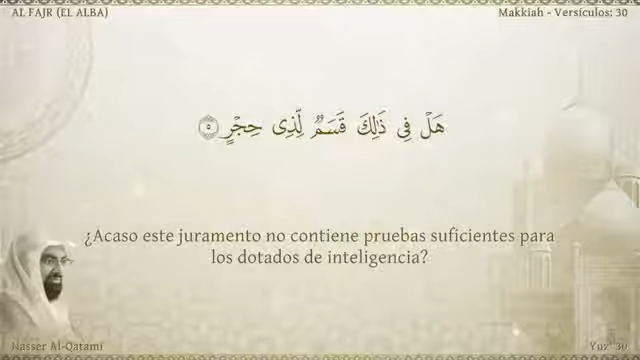 AL FAJR (EL ALBA)
Makkiah - Versículos: 30
هَلْ فِي ذَٰلِكَ قَسَمٌ لِّذِي حِجْرٍ ٥
¿Acaso este juramento no contiene pruebas suficientes para
los dotados de inteligencia?
Nasser Al-Qatami
Yuz' 30